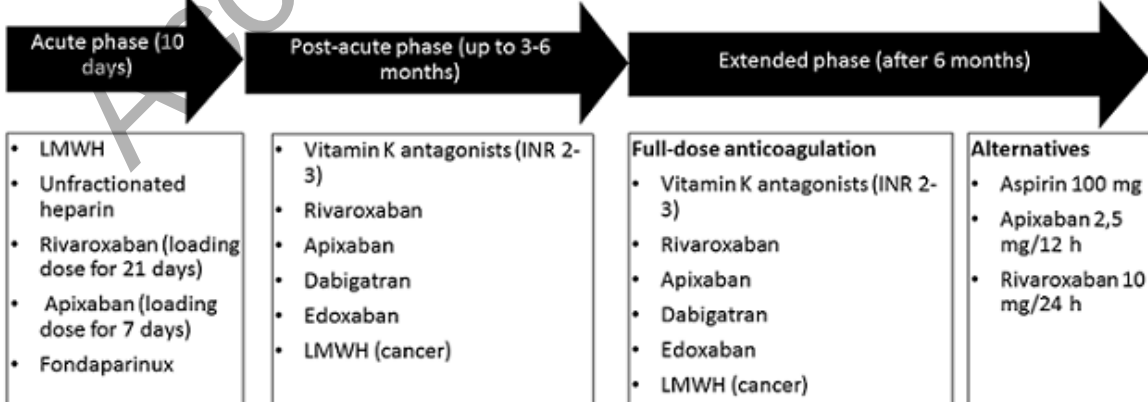 Acute phase (10
days)
Post-acute phase (up to 3-6
months)
Extended phase (after 6 months)
• LMWH
• Unfractionated
heparin
• Rivaroxaban (loading
dose for 21 days)
• Apixaban (loading
dose for 7 days)
• Fondaparinux
• Vitamin K antagonists (INR 2-
3)
• Rivaroxaban
• Apixaban
• Dabigatran
• Edoxaban
• LMWH (cancer)
Full-dose anticoagulation
• Vitamin K antagonists (INR 2-
3)
• Rivaroxaban
• Apixaban
• Dabigatran
• Edoxaban
• LMWH (cancer)
Alternatives
• Aspirin 100 mg
• Apixaban 2,5
mg/12 h
• Rivaroxaban 10
mg/24 h